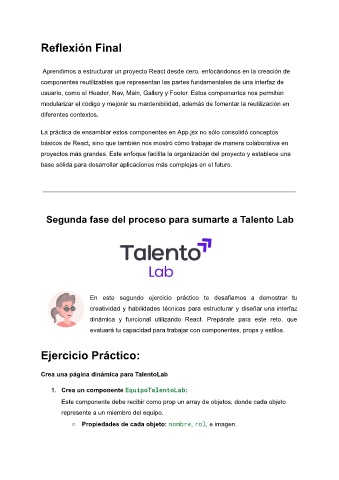 Reflexión Final
Aprendimos a estructurar un proyecto React desde cero, enfocándonos en la creación de
componentes reutilizables que representan las partes fundamentales de una interfaz de
usuario, como el Header, Nav, Main, Gallery y Footer. Estos componentes nos permiten
modularizar el código y mejorar su mantenibilidad, además de fomentar la reutilización en
diferentes contextos.
La práctica de ensamblar estos componentes en App.jsx no sólo consolidó conceptos
básicos de React, sino que también nos mostró cómo trabajar de manera colaborativa en
proyectos más grandes. Este enfoque facilita la organización del proyecto y establece una
base sólida para desarrollar aplicaciones más complejas en el futuro.
Segunda fase del proceso para sumarte a Talento Lab
Talento
Lab
En este segundo ejercicio práctico te desafiamos a demostrar tu
creatividad y habilidades técnicas para estructurar y diseñar una interfaz
dinámica y funcional utilizando React. Prepárate para este reto, que
evaluará tu capacidad para trabajar con componentes, props y estilos.
Ejercicio Práctico:
Crea una página dinámica para TalentoLab
1. Crea un componente EquipoTalentoLab:
Este componente debe recibir como prop un array de objetos, donde cada objeto
represente a un miembro del equipo.
○ Propiedades de cada objeto: nombre, rol, e imagen.